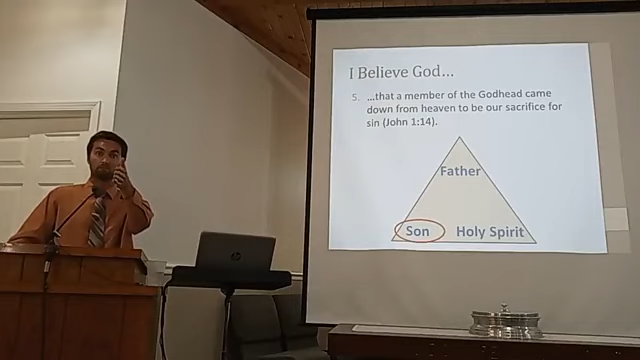 I Believe God...
5. ...that a member of the Godhead came
down from heaven to be our sacrifice for
sin (John 1:14).
Father
Son
Holy Spirit
hp